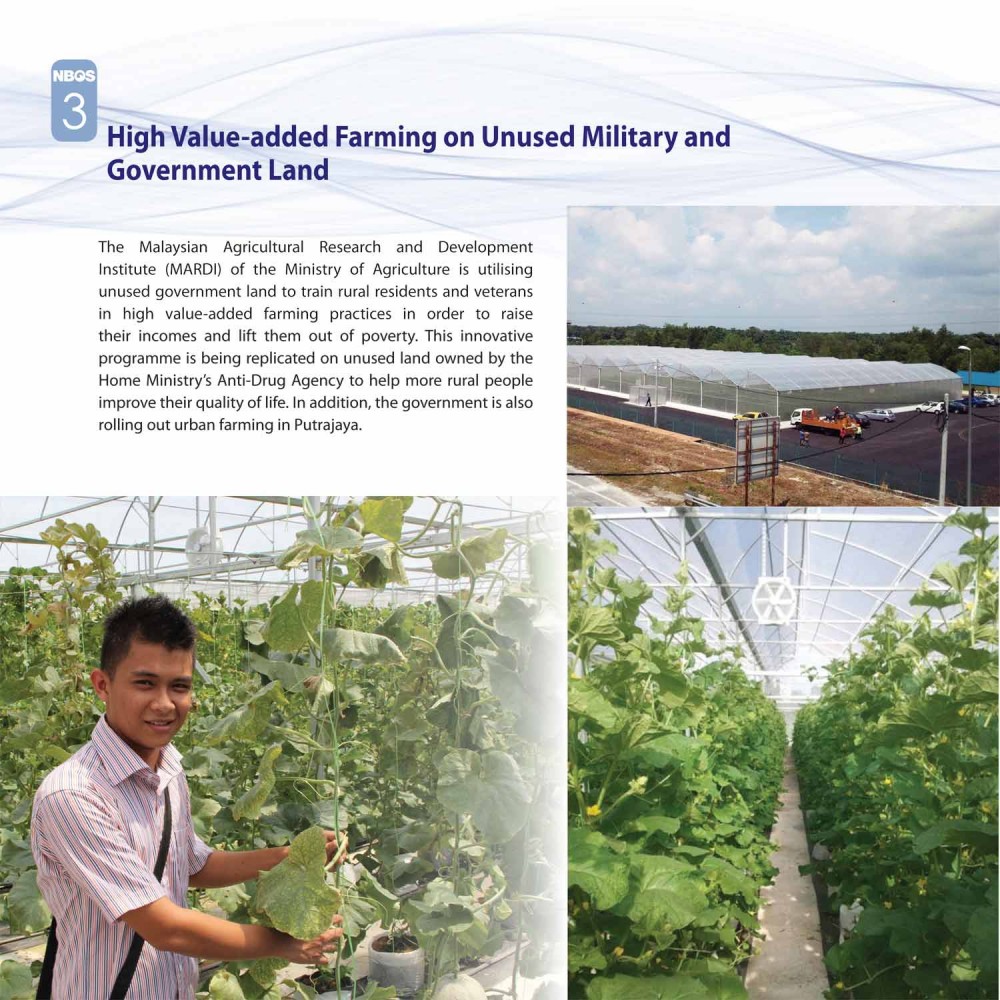 NBOS
3
High Value-added Farming on Unused Military and
Government Land
The Malaysian Agricultural Research and Development
Institute (MARDI) of the Ministry of Agriculture is utilising
unused government land to train rural residents and veterans
in high value-added farming practices in order to raise
their incomes and lift them out of poverty. This innovative
programme is being replicated on unused land owned by the
Home Ministry’s Anti-Drug Agency to help more rural people
improve their quality of life. In addition, the government is also
rolling out urban farming in Putrajaya.